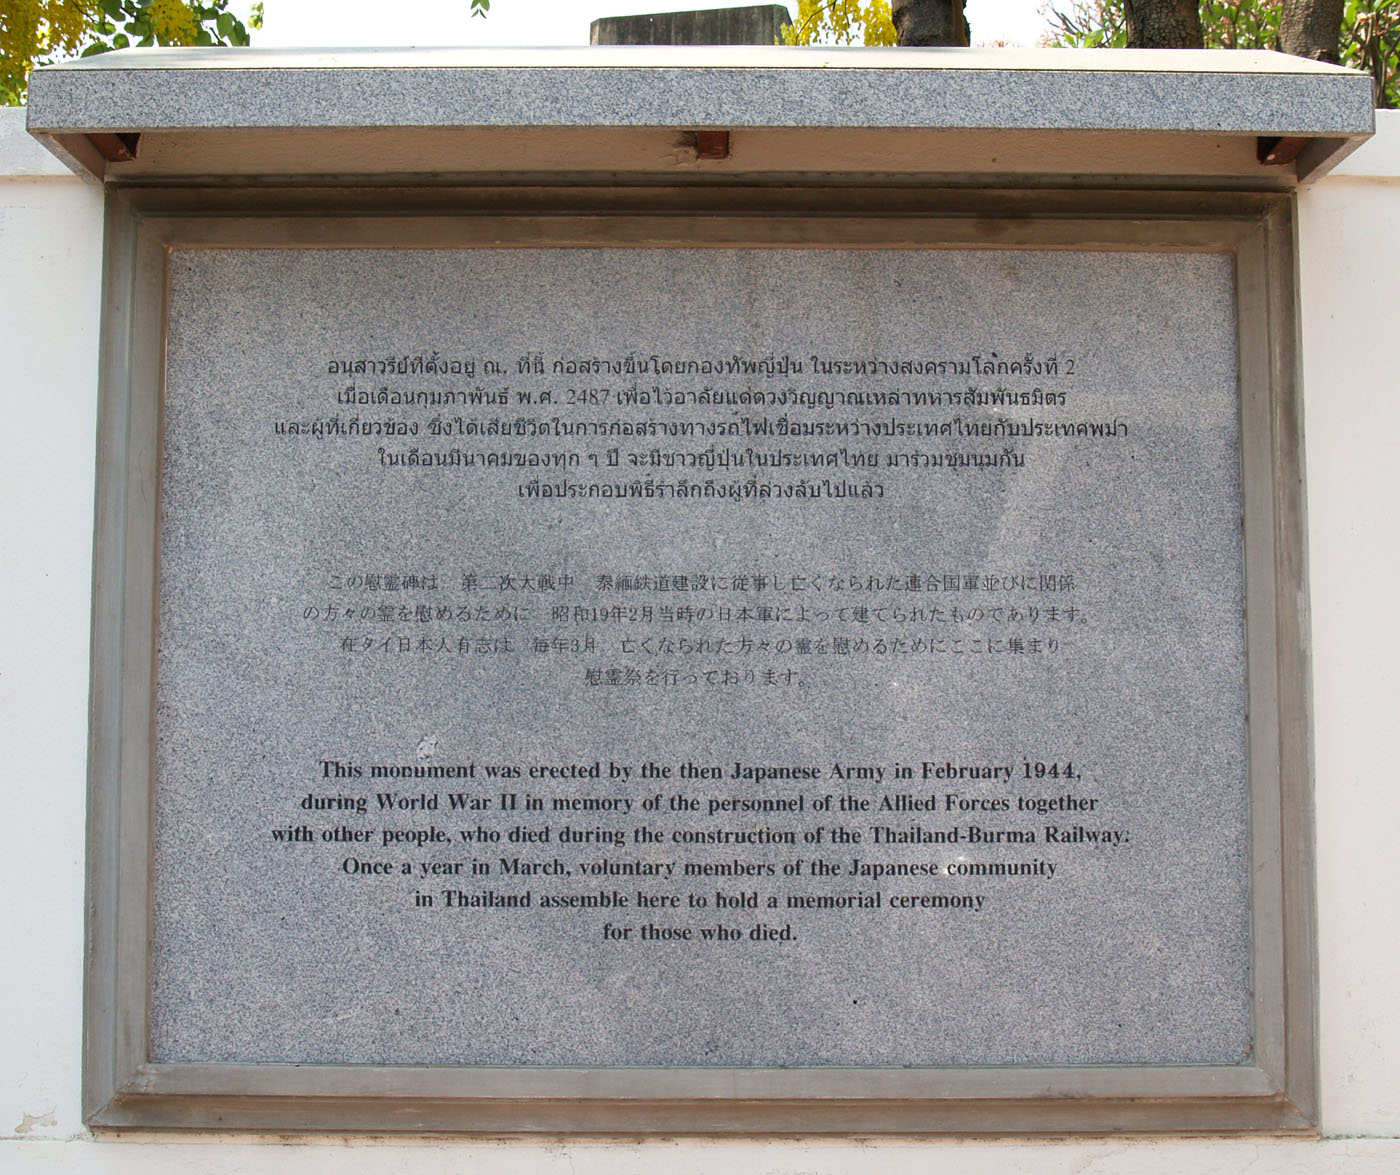 อนุสาวรีย์ที่ตั้งอยู่ ณ. ที่นี้ ก่อสร้างขึ้นโดยกองทัพญี่ปุ่น ในระหว่างสงครามโลกครั้งที่ 2
เมื่อเดือนกุมภาพันธ์ พ.ศ. 2487 เพื่อไว้อาลัยแด่ดวงวิญญาณเหล่าทหารสัมพันธมิตร
และผู้ที่เกี่ยวข้อง ซึ่งได้เสียชีวิตในการก่อสร้างทางรถไฟเชื่อมระหว่างประเทศไทยกับประเทศพม่า
ในเดือนมีนาคมของทุก ๆ ปี จะมีชาวญี่ปุ่นในประเทศไทย มาร่วมชุมนุมกัน
เพื่อประกอบพิธีรำลึกถึงผู้ที่ล่วงลับไปแล้ว
この慰霊碑は　第二次大戦中　泰緬鉄道建設に従事し亡くなられた連合国軍並びに関係
の方々の霊を慰めるために　昭和19年2月当時の日本軍によって建てられたものであります。
在タイ日本人有志は　毎年3月　亡くなられた方々の霊を慰めるためにここに集まり
慰霊祭を行っております。
This monument was erected by the then Japanese Army in February 1944,
during World War II in memory of the personnel of the Allied Forces together
with other people, who died during the construction of the Thailand-Burma Railway.
Once a year in March, voluntary members of the Japanese community
in Thailand assemble here to hold a memorial ceremony
for those who died.